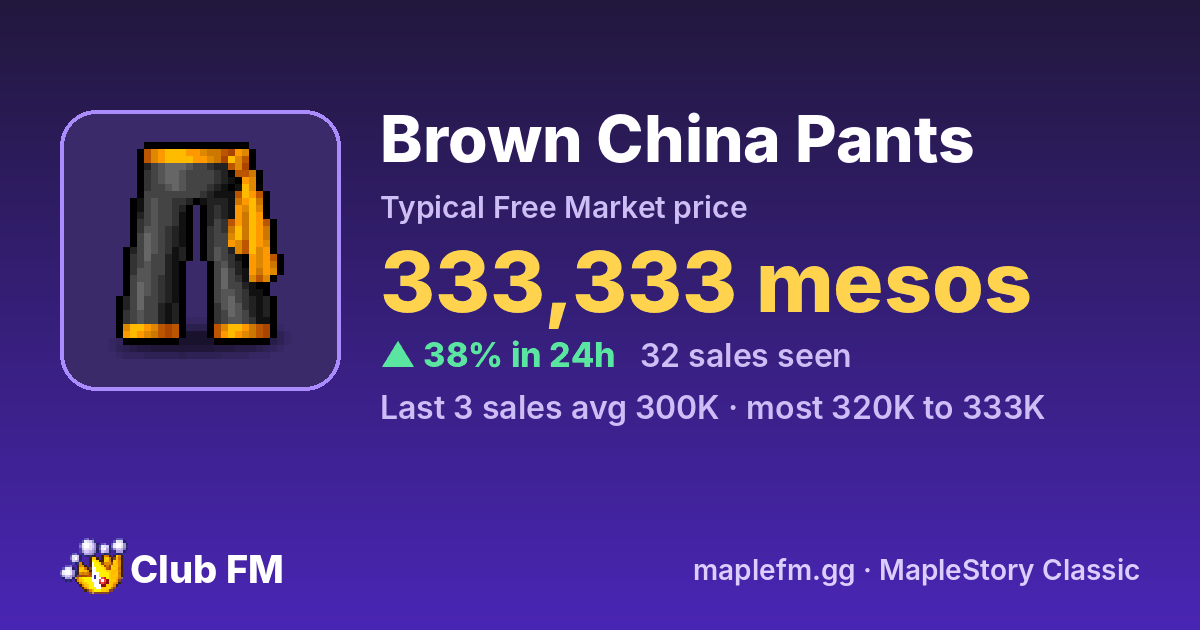 Brown China Pants
Typical Free Market price
333,333 mesos
▲ 38% in 24h 32 sales seen
Last 3 sales avg 300K · most 320K to 333K
Club FM
maplefm.gg · MapleStory Classic